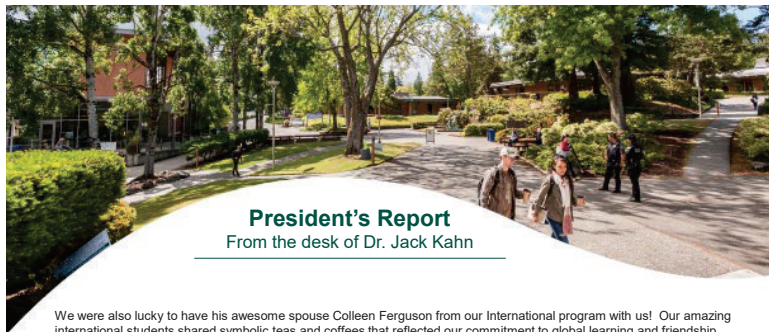 President's Report
From the desk of Dr. Jack Kahn
We were also lucky to have his awesome spouse Colleen Ferguson from our International program with us! Our amazing
international students shared symbolic teas and coffees that reflected our commitment to global learning and friendship